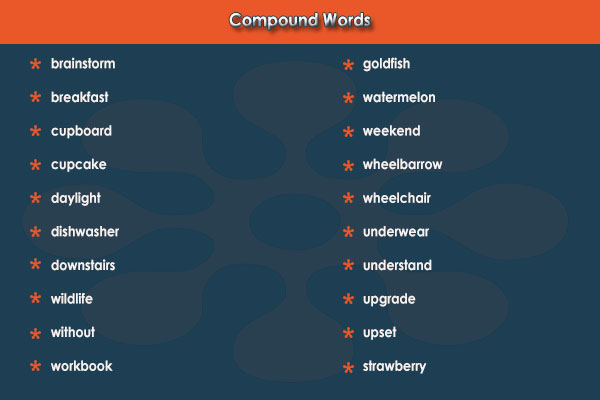 Compound Words
* brainstorm
* breakfast
* cupboard
* cupcake
* daylight
* dishwasher
* downstairs
* wildlife
* without
* workbook
* goldfish
* watermelon
* weekend
* wheelbarrow
* wheelchair
* underwear
* understand
* upgrade
* upset
* strawberry